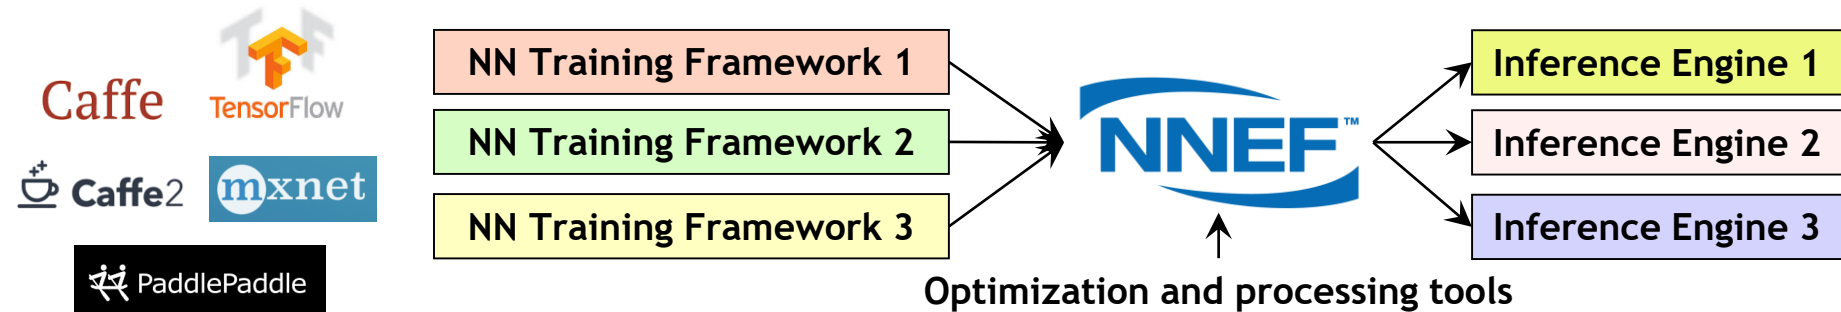 Caffe
TensorFlow
Caffe2
mxnet
PaddlePaddle
NN Training Framework 1
NN Training Framework 2
NN Training Framework 3
NNEF™
Optimization and processing tools
Inference Engine 1
Inference Engine 2
Inference Engine 3